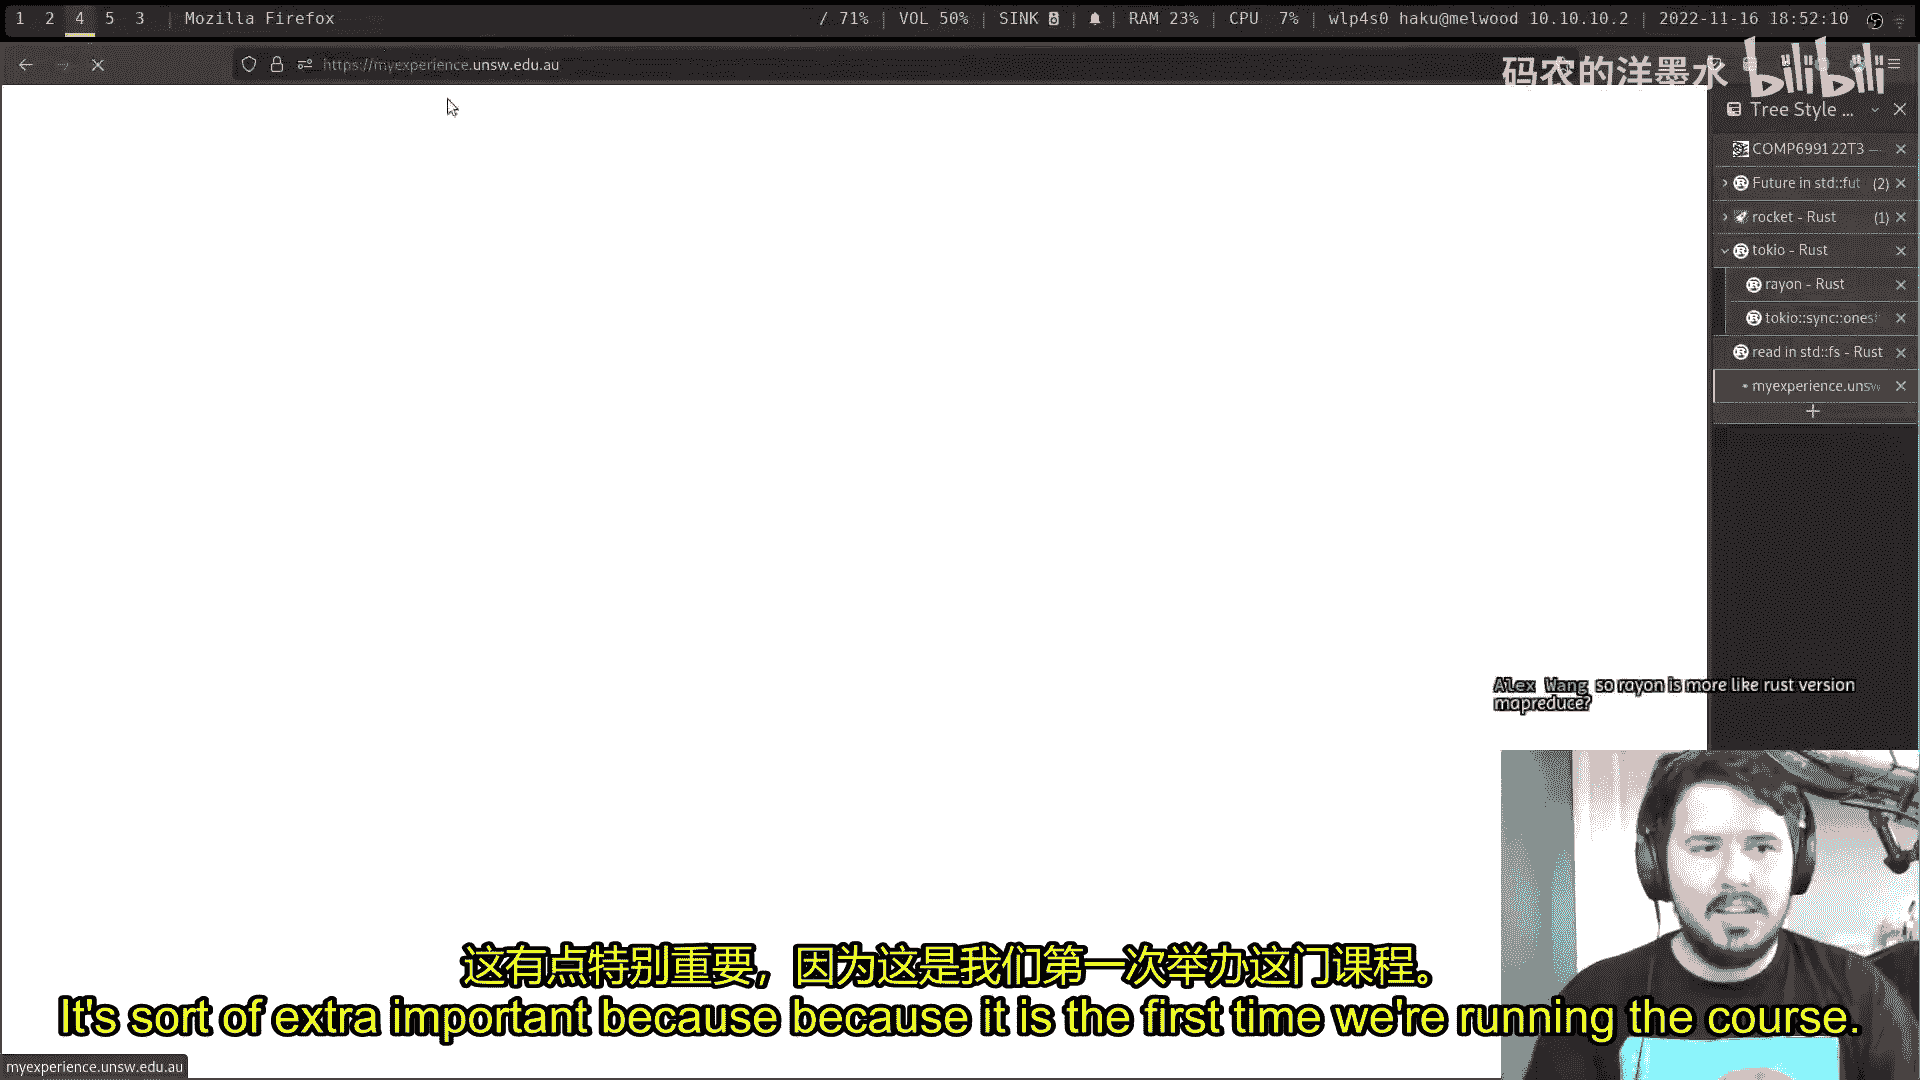 1 2 4 5 3 | Mozilla Firefox
/ 71% | VOL 50% | SINK | | RAM 23% | CPU 7% | wlp4s0 haku@melwood 10.10.10.2 | 2022-11-16 18:52:10
https://myexperience.unsw.edu.au
码农的洋墨水 bilibili
Tree Style ...
COMP6991 22T3 —
Future in std::fut (2)
rocket - Rust (1)
tokio - Rust
rayon - Rust
tokio::sync::ones
read in std::fs - Rust
myexperience.unsw
Alex Wang so rayon is more like rust version
mapreduce?
这有点特别重要，因为这是我们第一次举办这门课程。
It's sort of extra important because because it is the first time we're running the course.
myexperience.unsw.edu.au